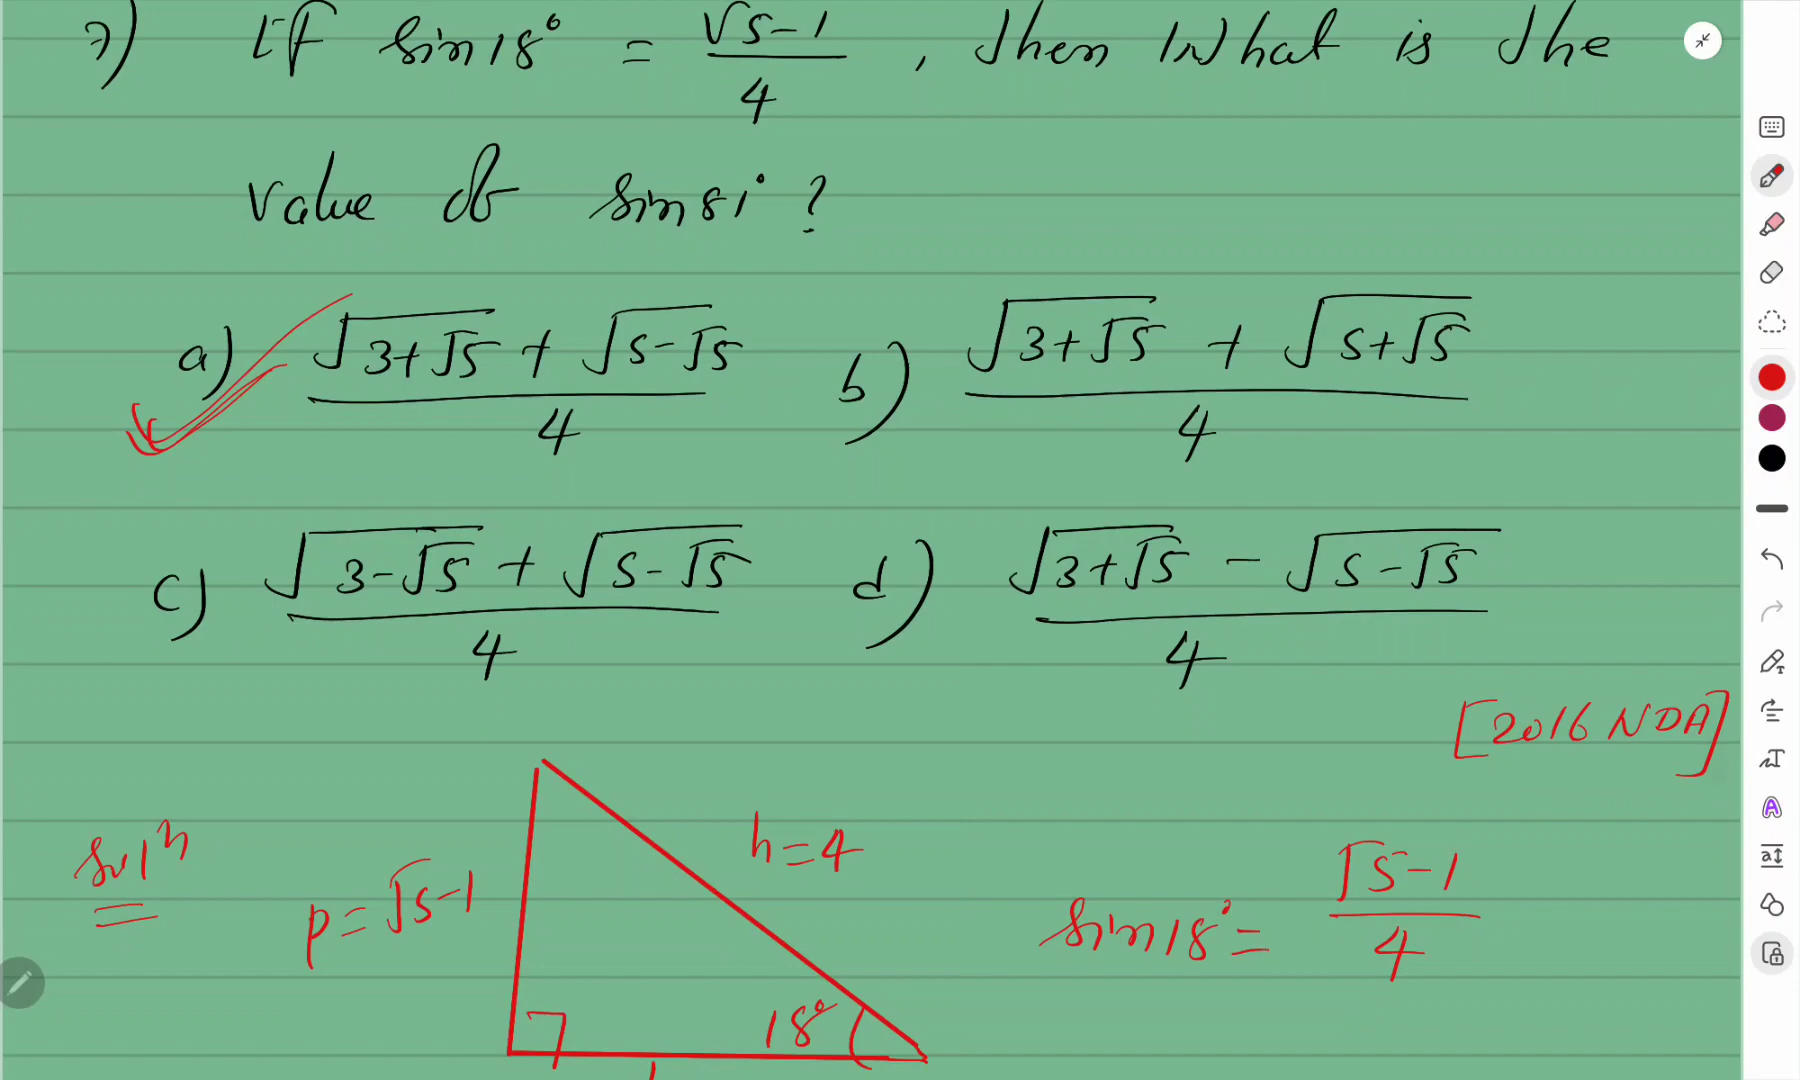 7) If sin18° = √5-1/4, then what is the
value of sin81°?
a) √(3+√5) + √(5-√5)/4 b) √(3+√5) + √(5+√5)/4
c) √(3-√5) + √(5-√5)/4 d) √(3+√5) - √(5-√5)/4
[2016 NDA]
Solⁿ
p=√5-1 h=4 sin18°= √5-1/4
18°